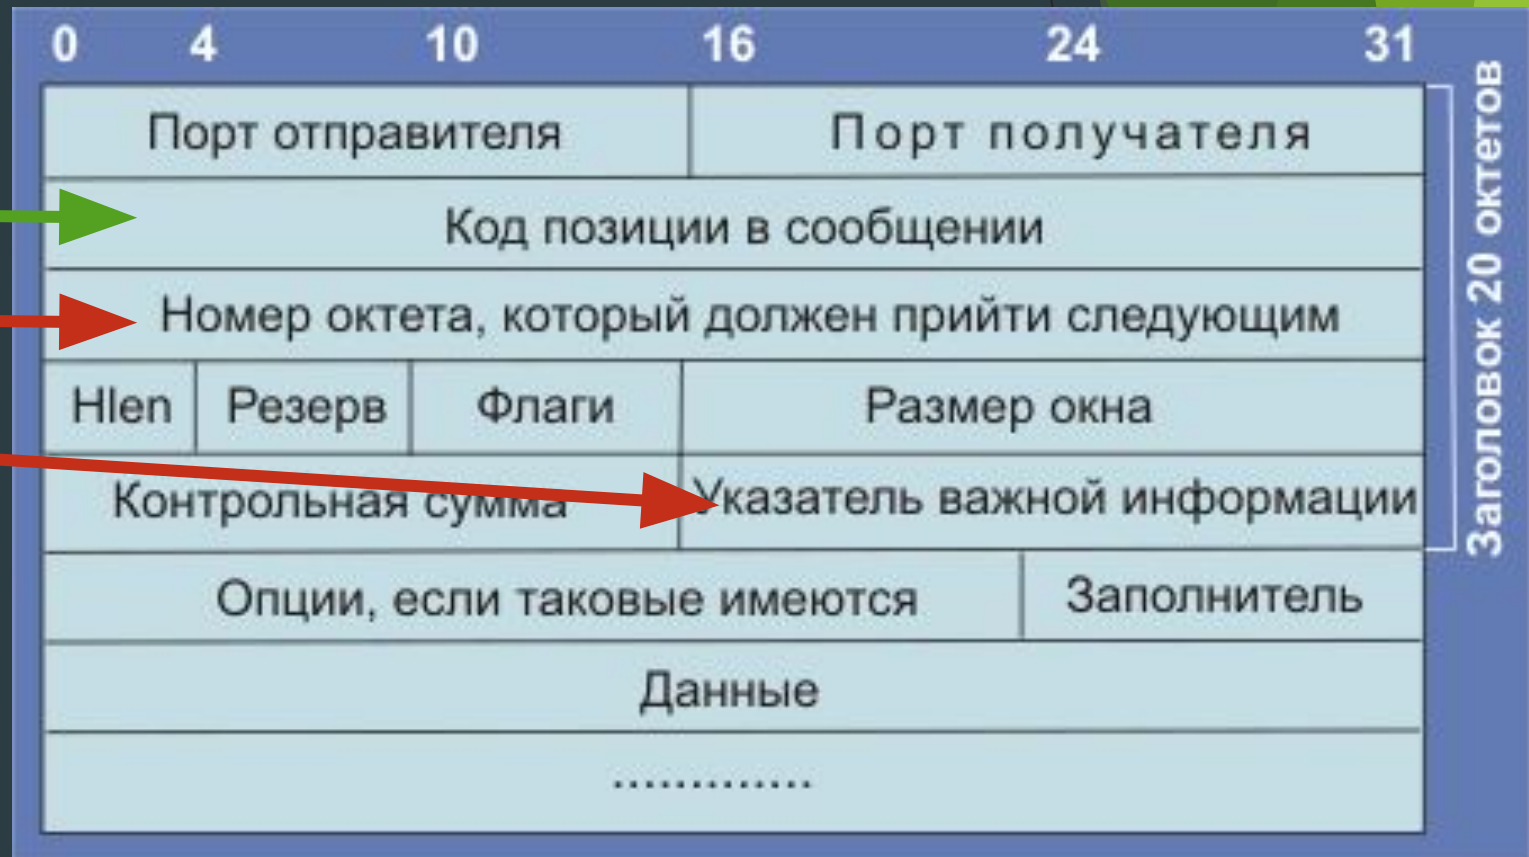 0 4 10 16 24 31
Порт отправителя Порт получателя
Код позиции в сообщении
Номер октета, который должен прийти следующим
Hlen Резерв Флаги Размер окна
Контрольная сумма Указатель важной информации
Опции, если таковые имеются Заполнитель
Данные
.............
Заголовок 20 октетов